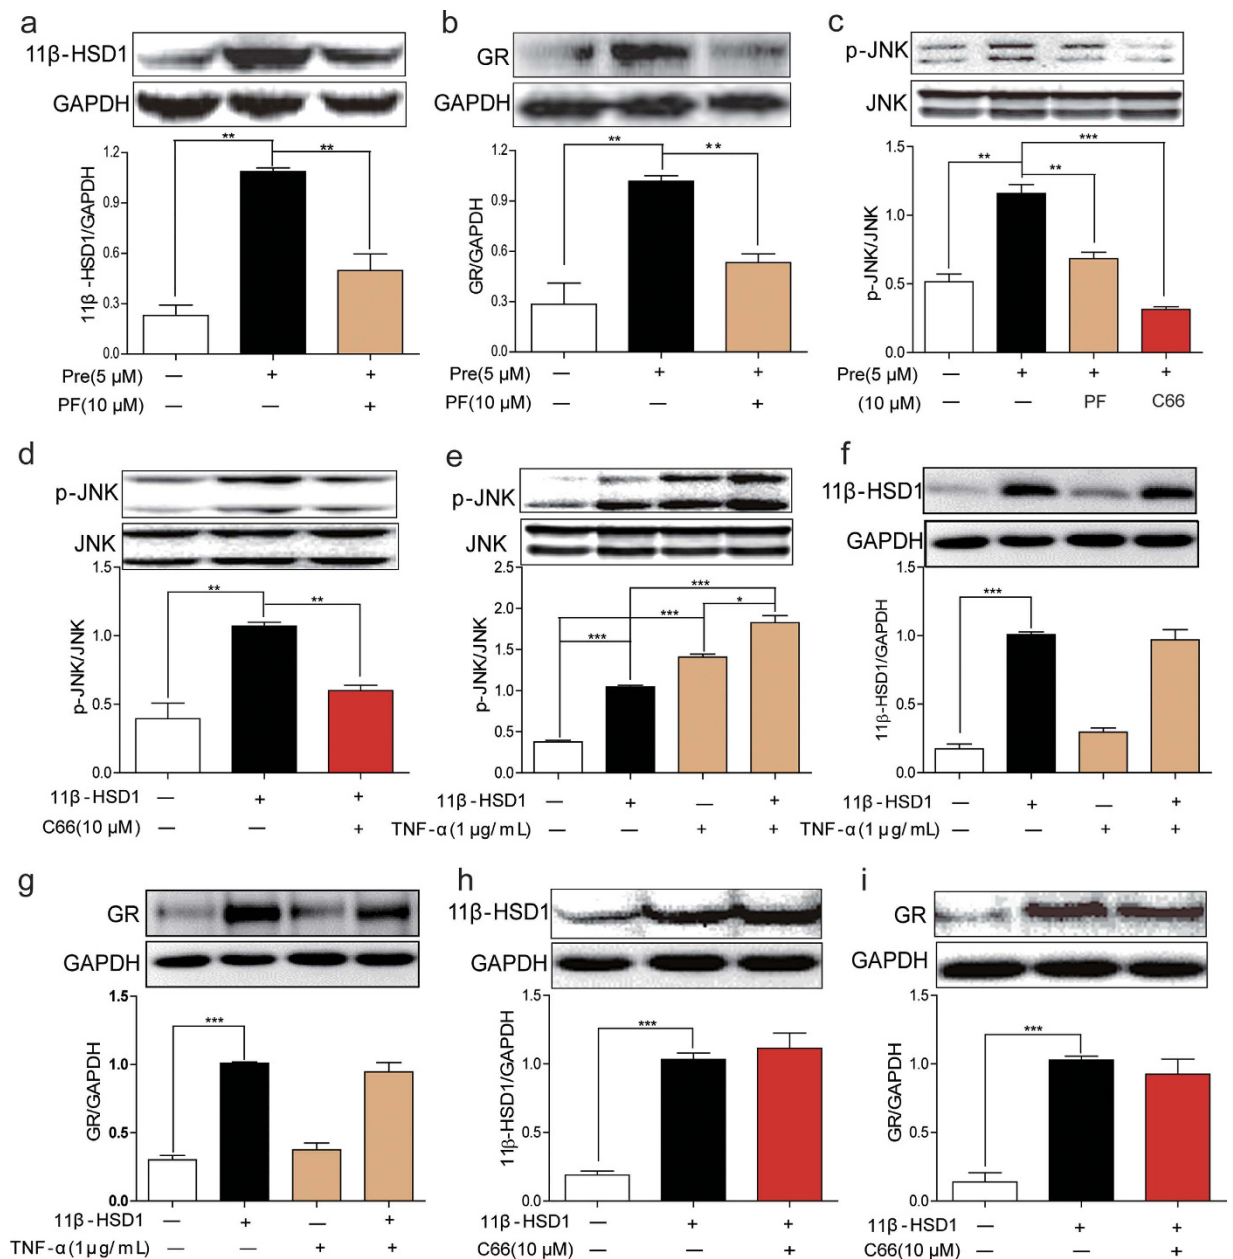 a
11β-HSD1
GAPDH
** **
11β-HSD1/GAPDH
1.2
0.9
0.6
0.3
0.0
Pre(5 μM) — + +
PF(10 μM) — — +
b
GR
GAPDH
** **
GR/GAPDH
1.2
0.9
0.6
0.3
0.0
Pre(5 μM) — + +
PF(10 μM) — — +
c
p-JNK
JNK
***
** **
p-JNK/JNK
1.5
1.0
0.5
0.0
Pre(5 μM) — + + +
(10 μM) — — PF C66
d
p-JNK
JNK
** **
p-JNK/JNK
1.5
1.0
0.5
0.0
11β-HSD1 — + +
C66(10 μM) — — +
e
p-JNK
JNK
***
*** *
***
p-JNK/JNK
2.5
2.0
1.5
1.0
0.5
0.0
11β-HSD1 — + — +
TNF-α(1 μg/mL) — — + +
f
11β-HSD1
GAPDH
***
11β-HSD1/GAPDH
1.5
1.0
0.5
0.0
11β-HSD1 — + — +
TNF-α(1 μg/mL) — — + +
g
GR
GAPDH
***
GR/GAPDH
1.5
1.0
0.5
0.0
11β-HSD1 — + — +
TNF-α(1μg/mL) — — + +
h
11β-HSD1
GAPDH
***
11β-HSD1/GAPDH
1.5
1.0
0.5
0.0
11β-HSD1 — + +
C66(10 μM) — — +
i
GR
GAPDH
***
GR/GAPDH
1.5
1.0
0.5
0.0
11β-HSD1 — + +
C66(10 μM) — — +